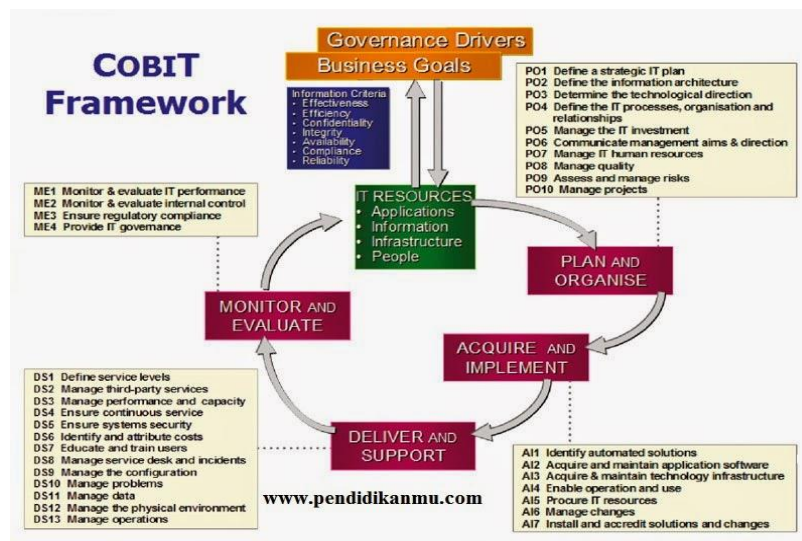 COBIT
Framework
Governance Drivers
Business Goals
Information Criteria
• Effectiveness
• Efficiency
• Confidentiality
• Integrity
• Availability
• Compliance
• Reliability
PO1 Define a strategic IT plan
PO2 Define the information architecture
PO3 Determine the technological direction
PO4 Define the IT processes, organisation and
relationships
PO5 Manage the IT investment
PO6 Communicate management aims & direction
PO7 Manage IT human resources
PO8 Manage quality
PO9 Assess and manage risks
PO10 Manage projects
ME1 Monitor & evaluate IT performance
ME2 Monitor & evaluate internal control
ME3 Ensure regulatory compliance
ME4 Provide IT governance
IT RESOURCES
• Applications
• Information
• Infrastructure
• People
PLAN AND
ORGANISE
MONITOR AND
EVALUATE
ACQUIRE AND
IMPLEMENT
DELIVER AND
SUPPORT
DS1 Define service levels
DS2 Manage third-party services
DS3 Manage performance and capacity
DS4 Ensure continuous service
DS5 Ensure systems security
DS6 Identify and attribute costs
DS7 Educate and train users
DS8 Manage service desk and incidents
DS9 Manage the configuration
DS10 Manage problems
DS11 Manage data
DS12 Manage the physical environment
DS13 Manage operations
www.pendidikanmu.com
AI1 Identify automated solutions
AI2 Acquire and maintain application software
AI3 Acquire & maintain technology infrastructure
AI4 Enable operation and use
AI5 Procure IT resources
AI6 Manage changes
AI7 Install and accredit solutions and changes